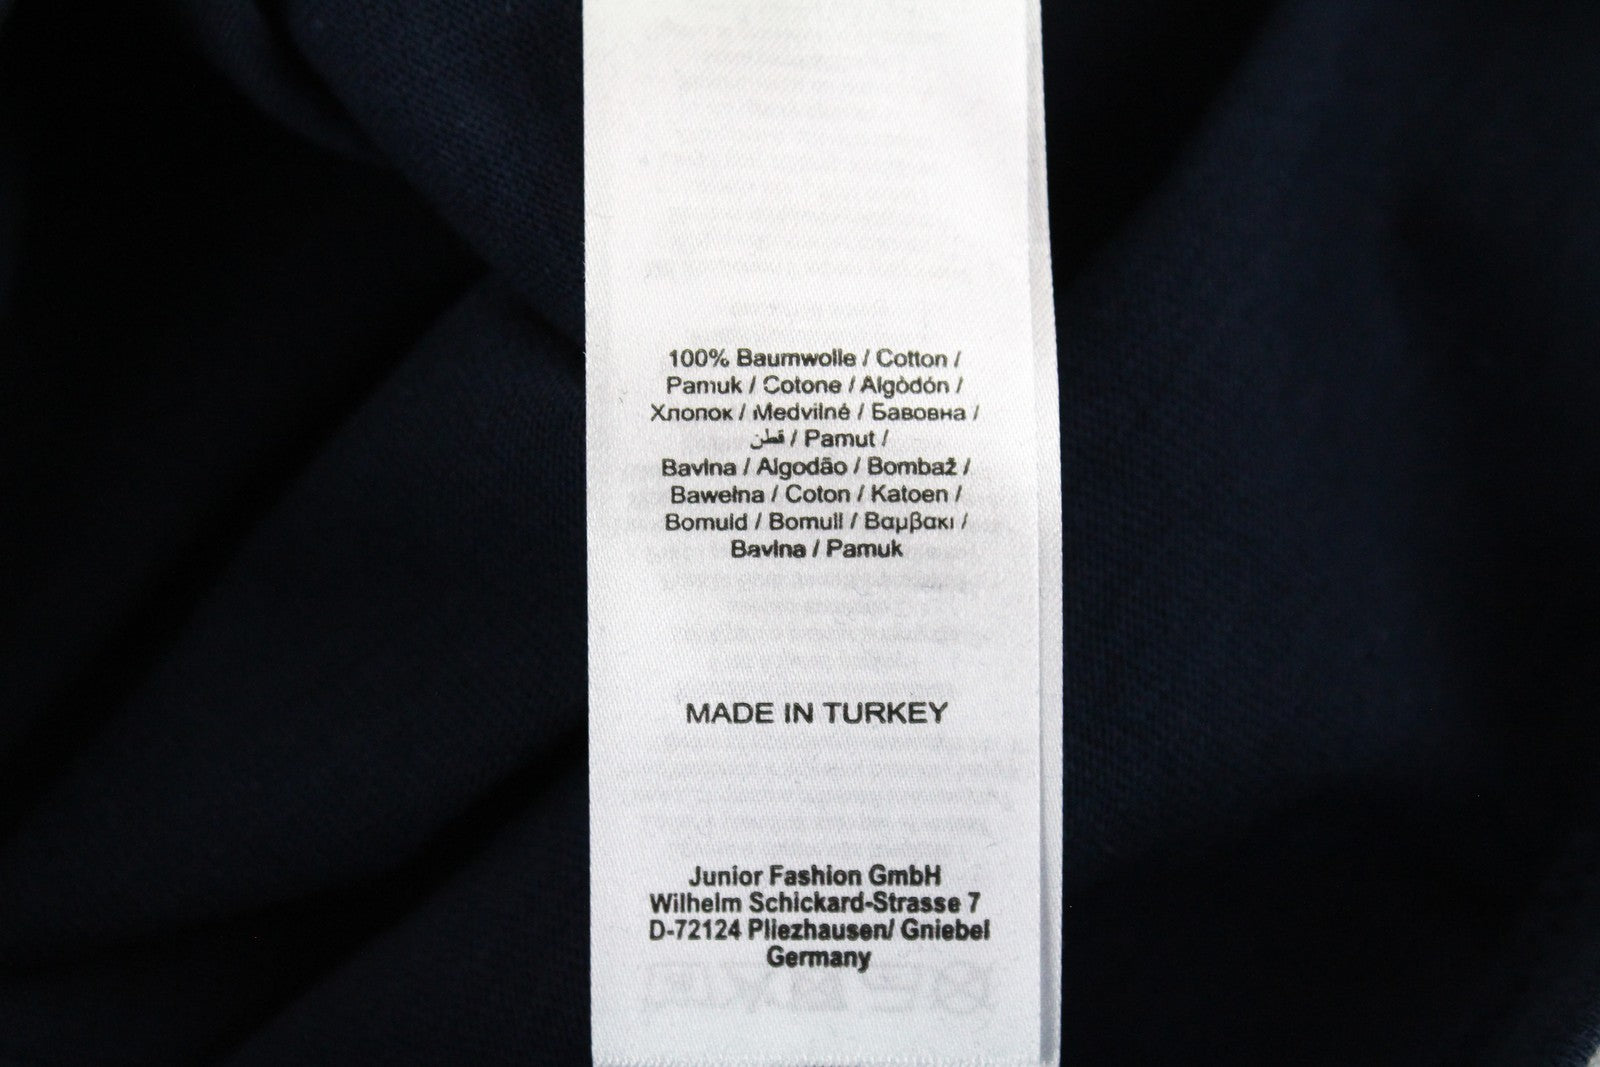 100% Baumwolle / Cotton /
Pamuk / Cotone / Algòdón /
Хлопок / Medvilné / Бавовна /
قطن / Pamut /
Bavlna / Algodão / Bombaž /
Bawełna / Coton / Katoen /
Bomuld / Bomull / Βαμβακι /
Bavlna / Pamuk
MADE IN TURKEY
Junior Fashion GmbH
Wilhelm Schickard-Strasse 7
D-72124 Pliezhausen/ Gniebel
Germany